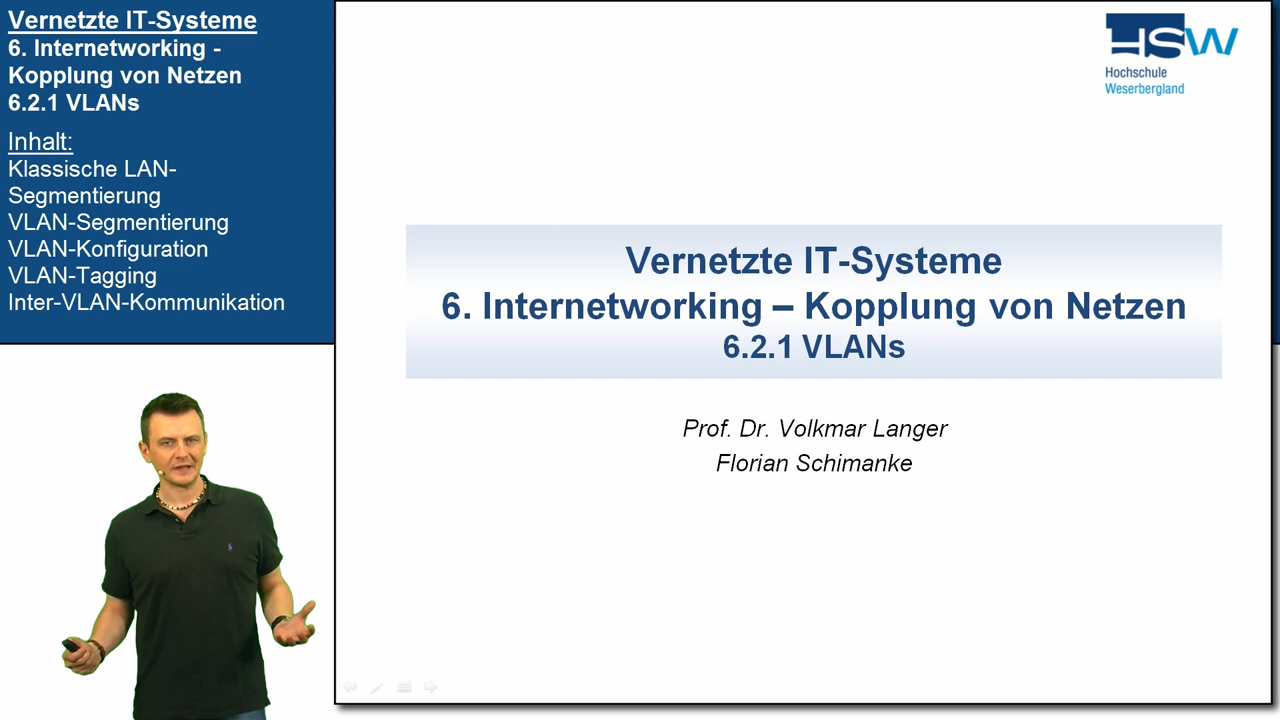 Vernetzte IT-Systeme
6. Internetworking -
Kopplung von Netzen
6.2.1 VLANs
Inhalt:
Klassische LAN-
Segmentierung
VLAN-Segmentierung
VLAN-Konfiguration
VLAN-Tagging
Inter-VLAN-Kommunikation
HSW
Hochschule
Weserbergland
Vernetzte IT-Systeme
6. Internetworking – Kopplung von Netzen
6.2.1 VLANs
Prof. Dr. Volkmar Langer
Florian Schimanke